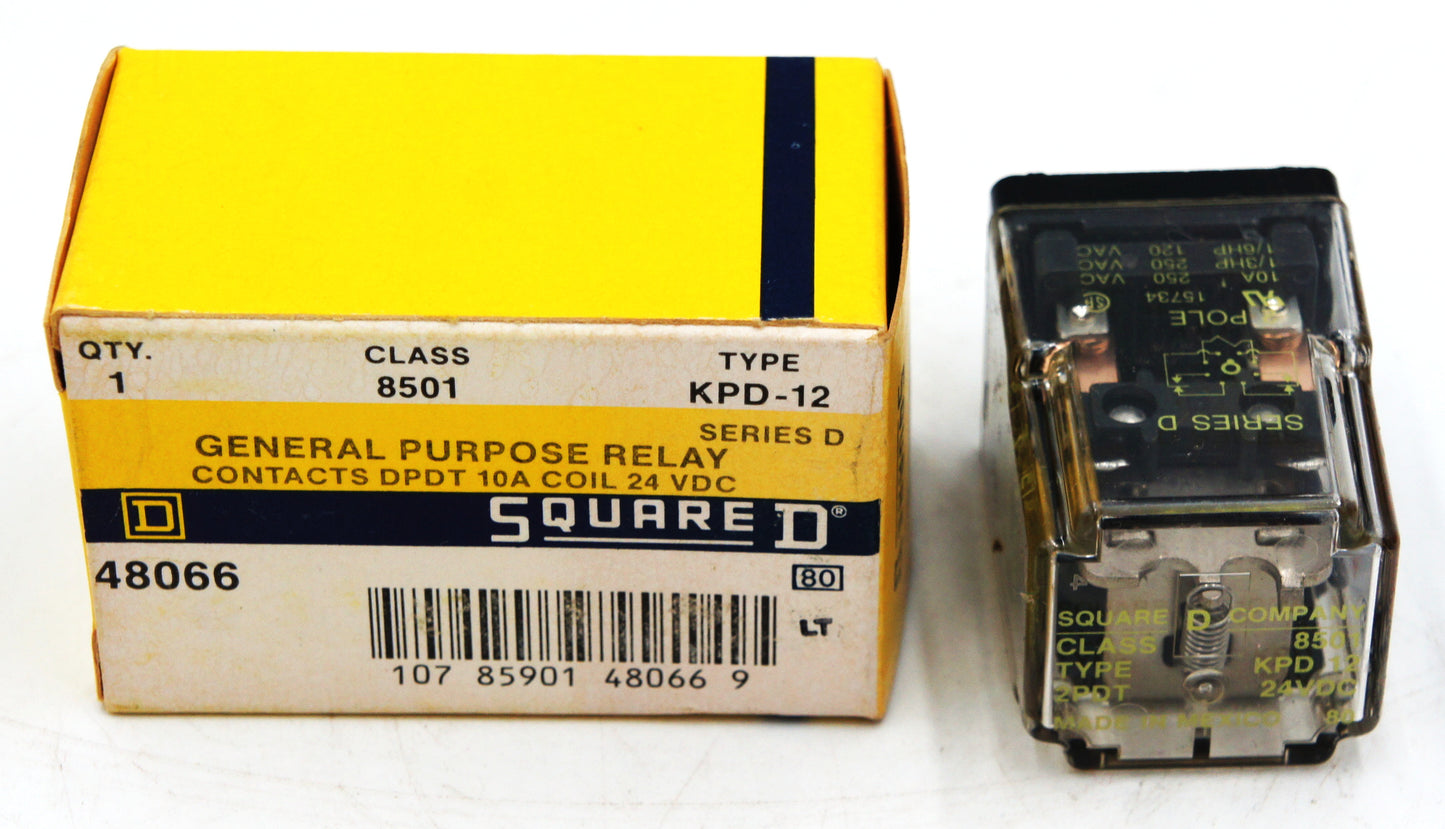 QTY. CLASS TYPE
1 8501 KPD-12
SERIES D
GENERAL PURPOSE RELAY
CONTACTS DPDT 10A COIL 24 VDC
D SQUARE D®
48066
80
LT
107 85901 48066 9
1/6HP 120 VAC
1/3HP 250 VAC
10A 250 VAC
15734
POLE
SERIES D
SQUARE D COMPANY
CLASS 8501
TYPE KPD 12
2PDT 24VDC
MADE IN MEXICO 80